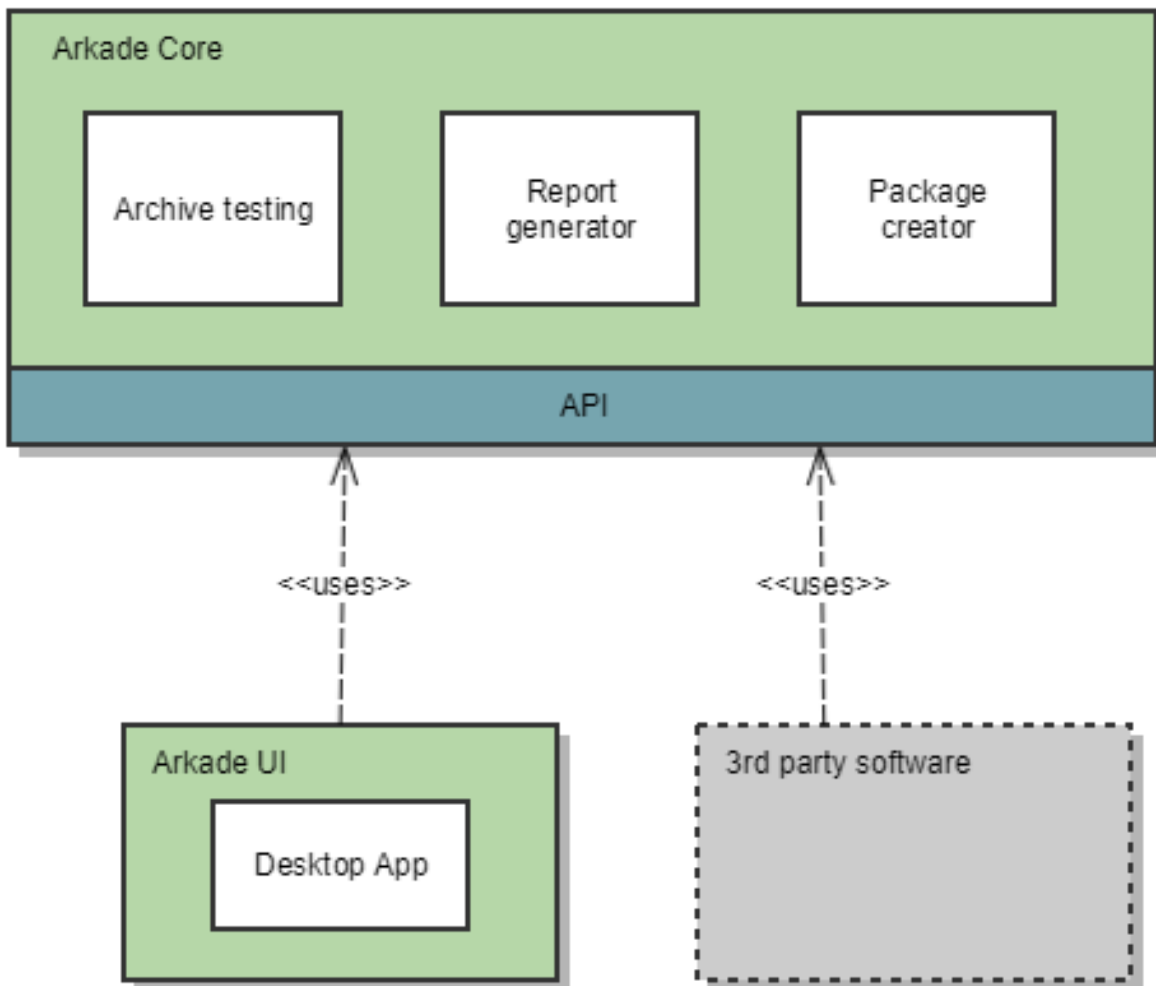 Arkade Core
Archive testing
Report
generator
Package
creator
API
<<uses>>
<<uses>>
Arkade UI
Desktop App
3rd party software